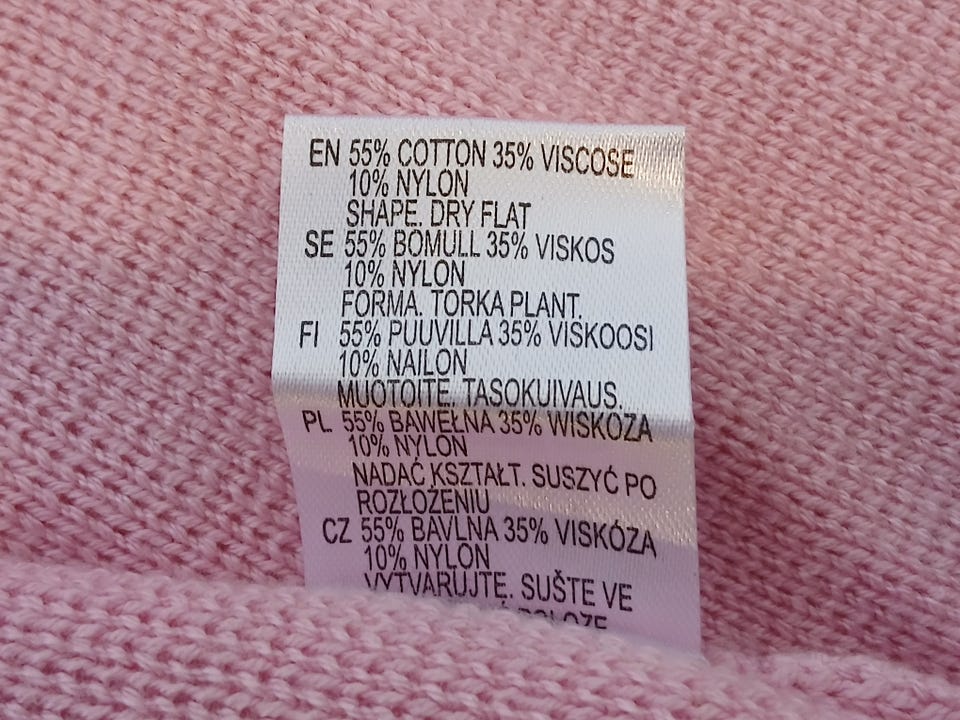 EN 55% COTTON 35% VISCOSE
10% NYLON
SHAPE. DRY FLAT
SE 55% BOMULL 35% VISKOS
10% NYLON
FORMA. TORKA PLANT.
FI 55% PUUVILLA 35% VISKOOSI
10% NAILON
MUOTOITE. TASOKUIVAUS.
PL 55% BAWEŁNA 35% WISKOZA
10% NYLON
NADAĆ KSZTAŁT. SUSZYĆ PO
ROZŁOŻENIU
CZ 55% BAVLNA 35% VISKÓZA
10% NYLON
VYTVARUJTE. SUŠTE VE